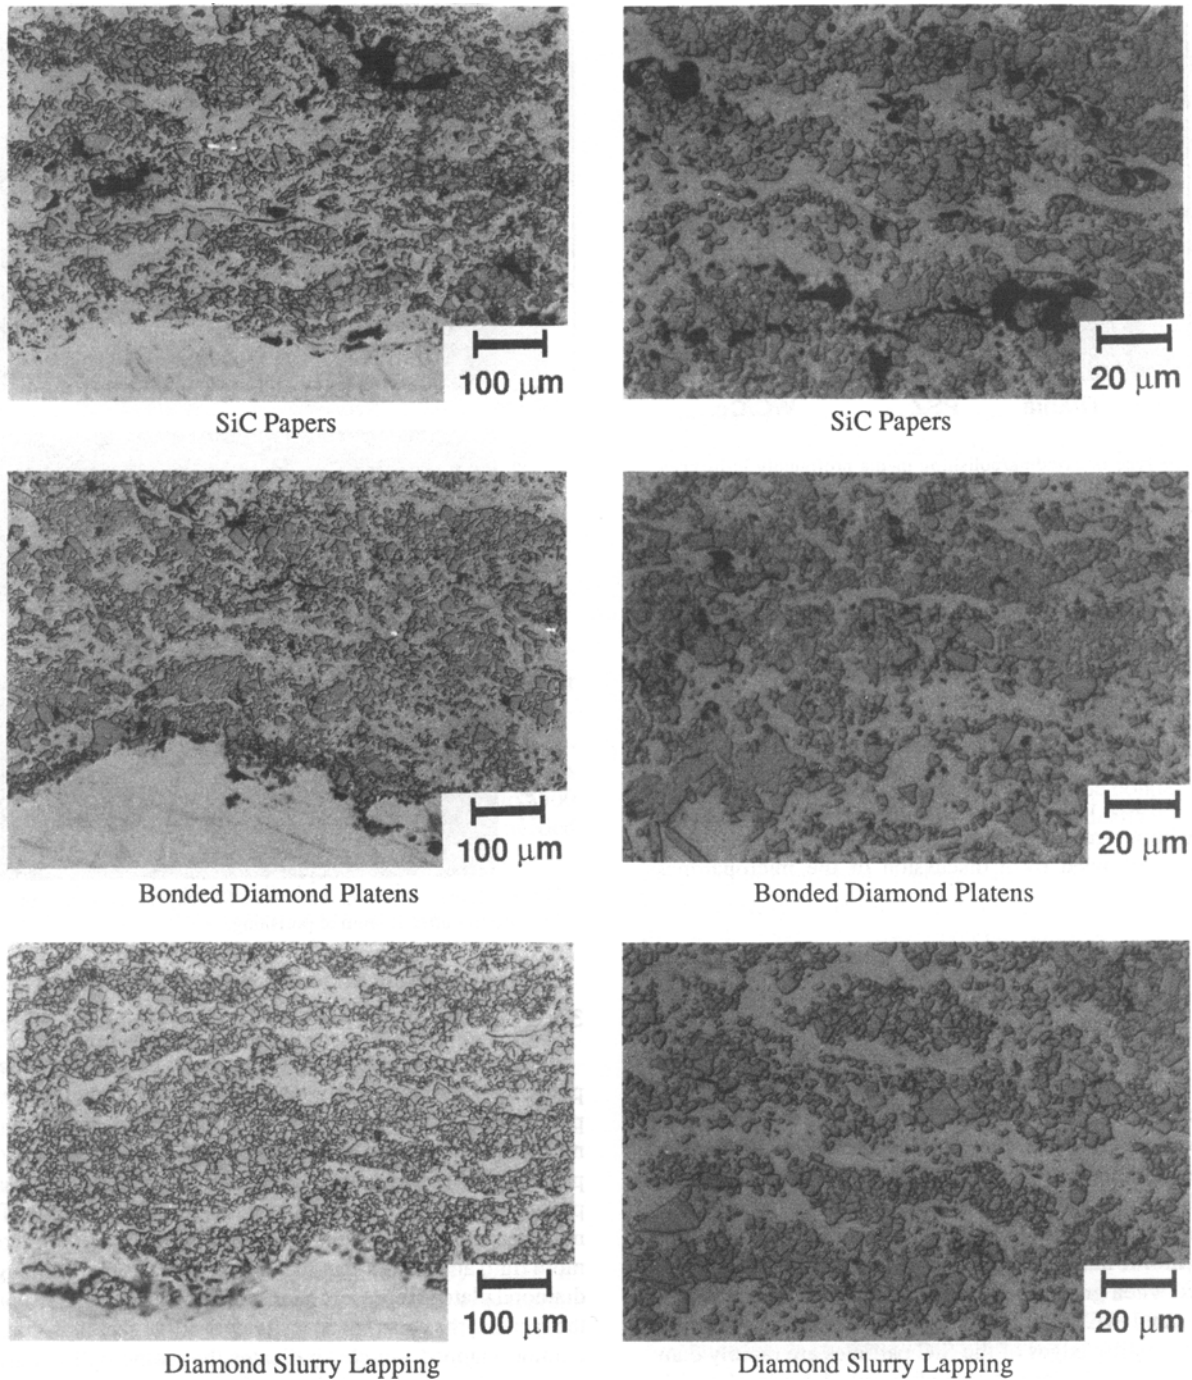 100 μm
20 μm
SiC Papers
SiC Papers
100 μm
20 μm
Bonded Diamond Platens
Bonded Diamond Platens
100 μm
20 μm
Diamond Slurry Lapping
Diamond Slurry Lapping